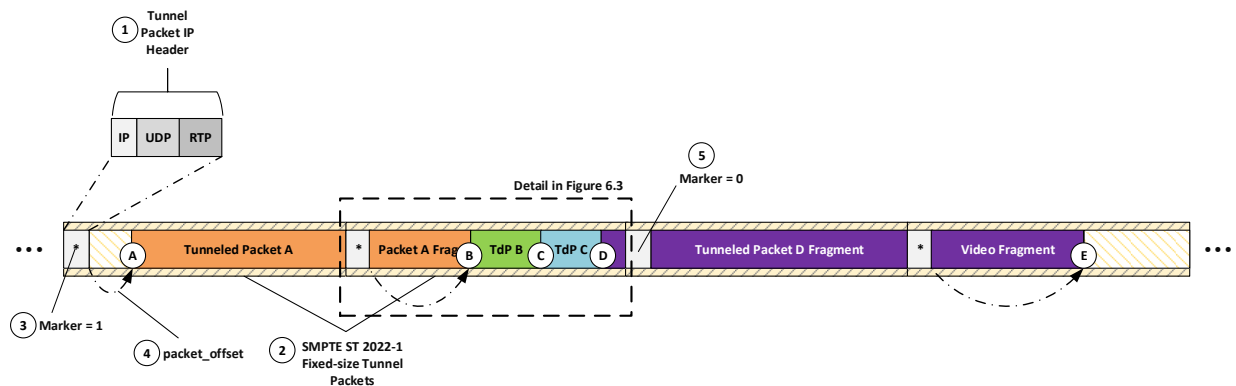 1
Tunnel
Packet IP
Header
IP UDP RTP
5
Marker = 0
Detail in Figure 6.3
•••
*
A
Tunneled Packet A
*
Packet A Frag
B
TdP B
C
TdP C
D
Tunneled Packet D Fragment
*
Video Fragment
E
•••
3 Marker = 1
4 packet_offset
2
SMPTE ST 2022-1
Fixed-size Tunnel
Packets